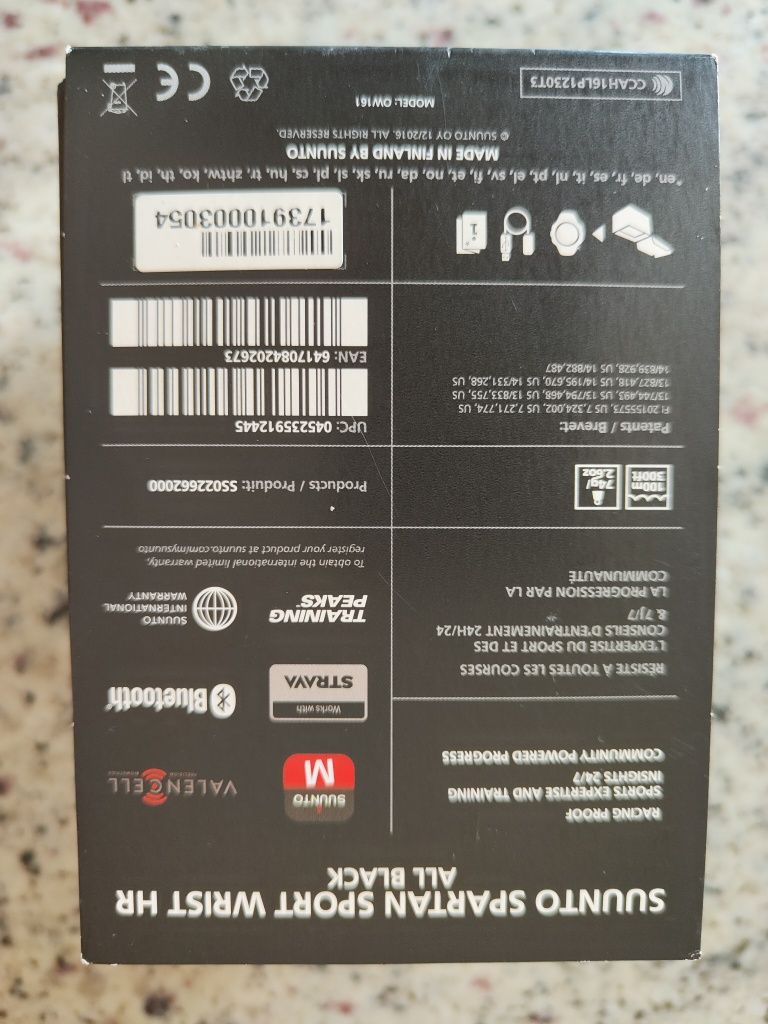 SUUNTO SPARTAN SPORT WRIST HR
ALL BLACK
RACING PROOF
SPORTS EXPERTISE AND TRAINING
INSIGHTS 24/7
COMMUNITY POWERED PROGRESS
RÉSISTE À TOUTES LES COURSES
L'EXPERTISE DU SPORT ET DES
CONSEILS D'ENTRAINEMENT 24H/24
& 7J/7
LA PROGRESSION PAR LA
COMMUNAUTÉ
100m
300ft
74g/
2.6oz
Patents / Brevet:
FI 20155573, US 7,324,002, US 7,271,774, US
13/744,493, US 13/794,468, US 13/833,755,
13/827,418, US 14/195,670, US 14/331,268, US
14/839,928, US 14/882,487
SUUNTO
M
VALENCELL
PRECISION BIOMETRICS
Works with
STRAVA
Bluetooth®
TRAINING
PEAKS™
SUUNTO
INTERNATIONAL
WARRANTY
To obtain the international limited warranty,
register your product at suunto.com/mysuunto
Products / Produit: SS022662000
UPC: 045235912445
EAN: 6417084202673
173910003054
*en, de, fr, es, it, nl, pt, el, sv, fi, et, no, da, ru, sk, sl, pl, cs, hu, tr, zhtw, ko, th, id, tl
MADE IN FINLAND BY SUUNTO
© SUUNTO OY 12/2016. ALL RIGHTS RESERVED.
MODEL: OW161
CCAH16LP1230T3
CE